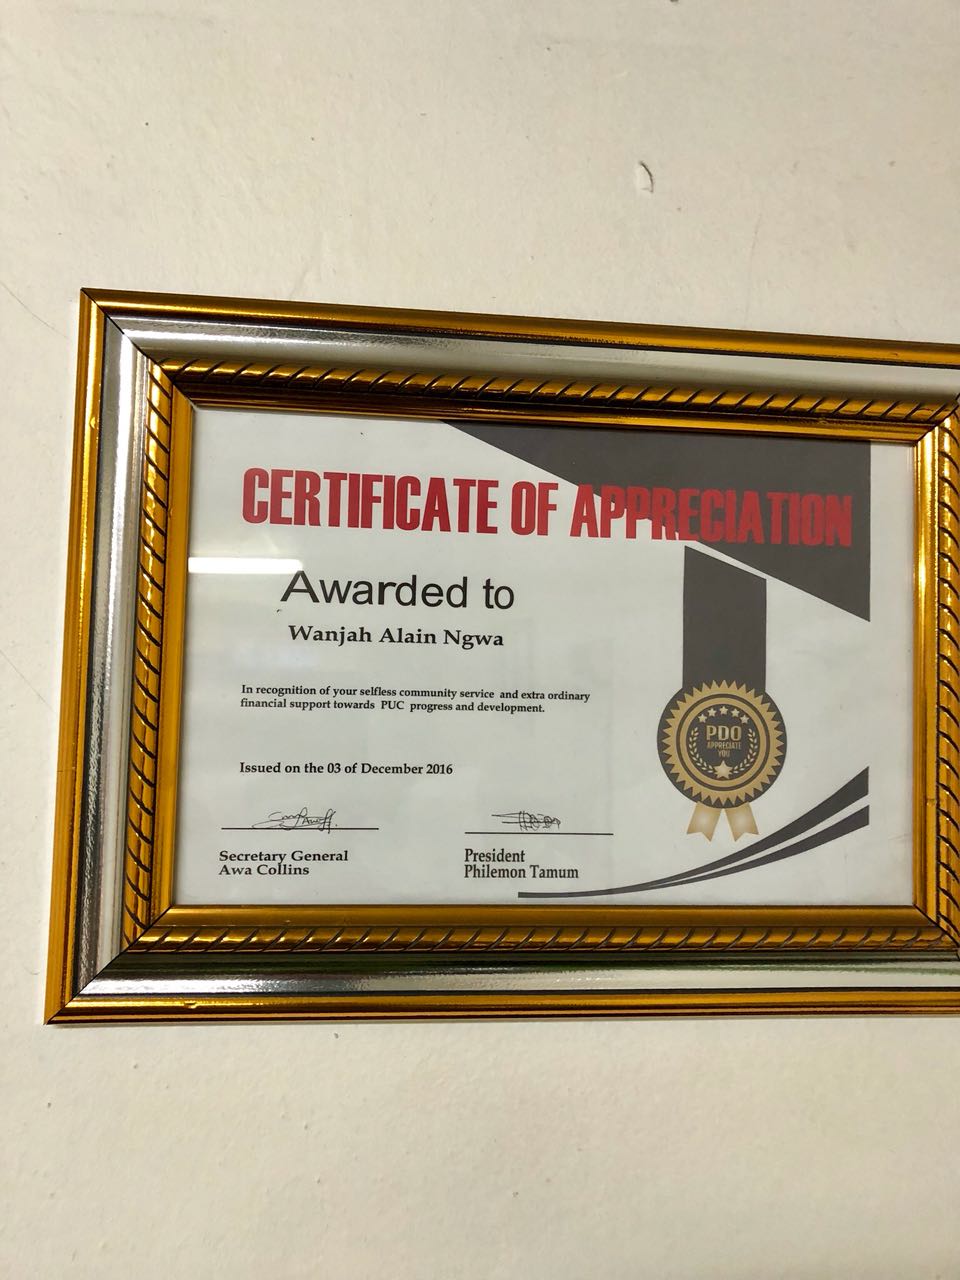 CERTIFICATE OF APPRECIATION
Awarded to
Wanjah Alain Ngwa
In recognition of your selfless community service and extra ordinary
financial support towards PUC progress and development.
PDO
APPRECIATE
YOU
Issued on the 03 of December 2016
Secretary General
Awa Collins
President
Philemon Tamum